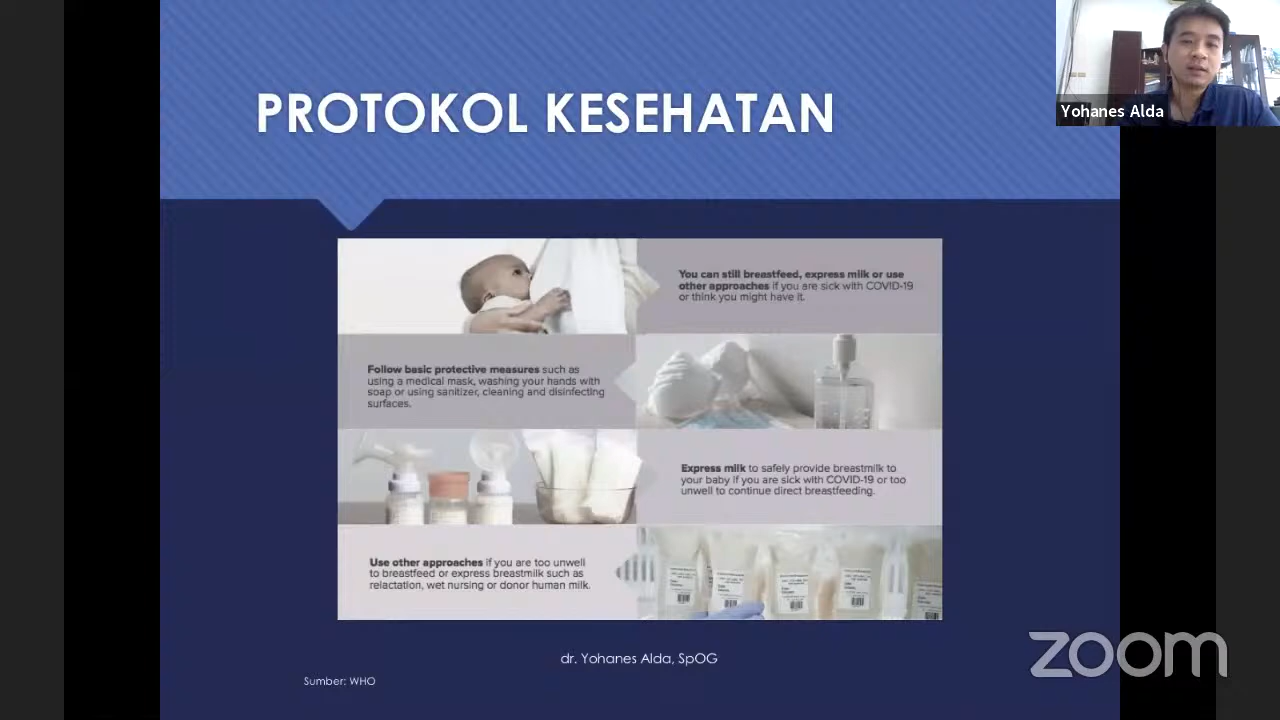 PROTOKOL KESEHATAN
Yohanes Alda
You can still breastfeed, express milk or use
other approaches if you are sick with COVID-19
or think you might have it.
Follow basic protective measures such as
using a medical mask, washing your hands with
soap or using sanitizer, cleaning and disinfecting
surfaces.
Express milk to safely provide breastmilk to
your baby if you are sick with COVID-19 or too
unwell to continue direct breastfeeding.
Use other approaches if you are too unwell
to breastfeed or express breastmilk such as
relactation, wet nursing or donor human milk.
dr. Yohanes Alda, SpOG
Sumber: WHO
zoom